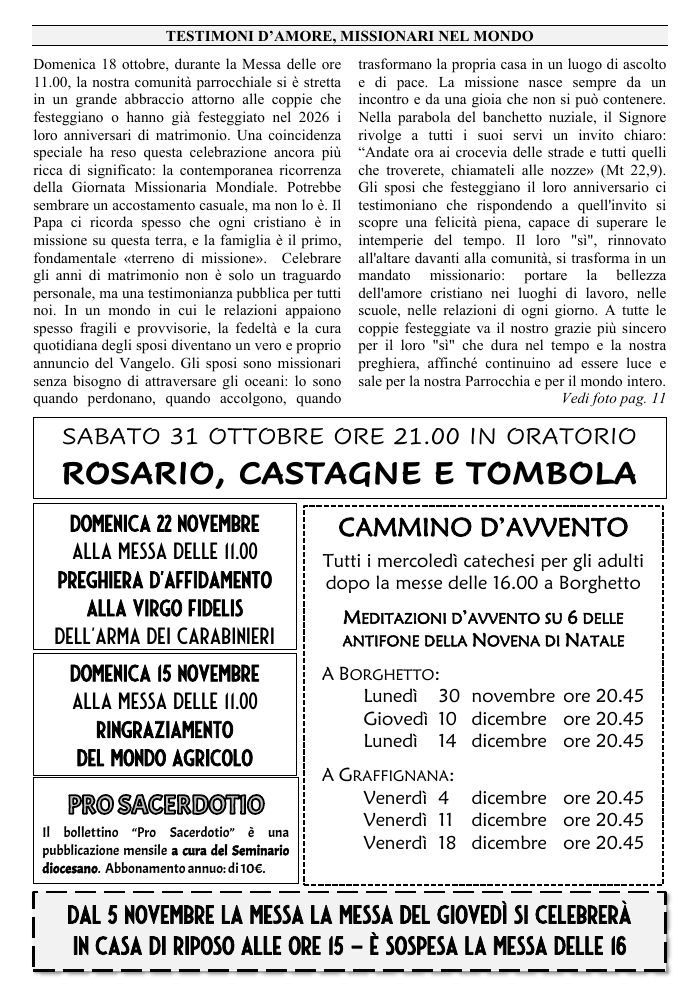 TESTIMONI D'AMORE, MISSIONARI NEL MONDO
Domenica 18 ottobre, durante la Messa delle ore
11.00, la nostra comunità parrocchiale si è stretta
in un grande abbraccio attorno alle coppie che
festeggiano o hanno già festeggiato nel 2026 i
loro anniversari di matrimonio. Una coincidenza
speciale ha reso questa celebrazione ancora più
ricca di significato: la contemporanea ricorrenza
della Giornata Missionaria Mondiale. Potrebbe
sembrare un accostamento casuale, ma non lo è. Il
Papa ci ricorda spesso che ogni cristiano è in
missione su questa terra, e la famiglia è il primo,
fondamentale «terreno di missione». Celebrare
gli anni di matrimonio non è solo un traguardo
personale, ma una testimonianza pubblica per tutti
noi. In un mondo in cui le relazioni appaiono
spesso fragili e provvisorie, la fedeltà e la cura
quotidiana degli sposi diventano un vero e proprio
annuncio del Vangelo. Gli sposi sono missionari
senza bisogno di attraversare gli oceani: lo sono
quando perdonano, quando accolgono, quando
trasformano la propria casa in un luogo di ascolto
e di pace. La missione nasce sempre da un
incontro e da una gioia che non si può contenere.
Nella parabola del banchetto nuziale, il Signore
rivolge a tutti i suoi servi un invito chiaro:
“Andate ora ai crocevia delle strade e tutti quelli
che troverete, chiamateli alle nozze» (Mt 22,9).
Gli sposi che festeggiano il loro anniversario ci
testimoniano che rispondendo a quell'invito si
scopre una felicità piena, capace di superare le
intemperie del tempo. Il loro "sì", rinnovato
all'altare davanti alla comunità, si trasforma in un
mandato missionario: portare la bellezza
dell'amore cristiano nei luoghi di lavoro, nelle
scuole, nelle relazioni di ogni giorno. A tutte le
coppie festeggiate va il nostro grazie più sincero
per il loro "sì" che dura nel tempo e la nostra
preghiera, affinché continuino ad essere luce e
sale per la nostra Parrocchia e per il mondo intero.
Vedi foto pag. 11
SABATO 31 OTTOBRE ORE 21.00 IN ORATORIO
ROSARIO, CASTAGNE E TOMBOLA
DOMENICA 22 NOVEMBRE
ALLA MESSA DELLE 11.00
PREGHIERA D'AFFIDAMENTO
ALLA VIRGO FIDELIS
DELL'ARMA DEI CARABINIERI
DOMENICA 15 NOVEMBRE
ALLA MESSA DELLE 11.00
RINGRAZIAMENTO
DEL MONDO AGRICOLO
PRO SACERDOTIO
Il bollettino “Pro Sacerdotio” è una
pubblicazione mensile a cura del Seminario
diocesano. Abbonamento annuo: di 10€.
CAMMINO D'AVVENTO
Tutti i mercoledì catechesi per gli adulti
dopo la messe delle 16.00 a Borghetto
MEDITAZIONI D'AVVENTO SU 6 DELLE
ANTIFONE DELLA NOVENA DI NATALE
A BORGHETTO:
Lunedì 30 novembre ore 20.45
Giovedì 10 dicembre ore 20.45
Lunedì 14 dicembre ore 20.45
A GRAFFIGNANA:
Venerdì 4 dicembre ore 20.45
Venerdì 11 dicembre ore 20.45
Venerdì 18 dicembre ore 20.45
DAL 5 NOVEMBRE LA MESSA LA MESSA DEL GIOVEDÌ SI CELEBRERÀ
IN CASA DI RIPOSO ALLE ORE 15 – È SOSPESA LA MESSA DELLE 16